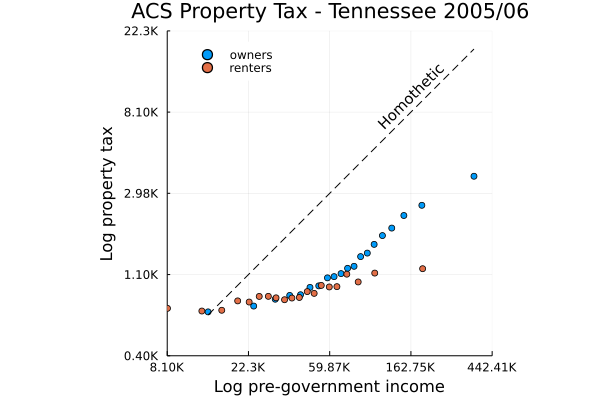 ACS Property Tax - Tennessee 2005/06
22.3K
owners
renters
Homothetic
8.10K
2.98K
1.10K
0.40K
Log property tax
8.10K 22.3K 59.87K 162.75K 442.41K
Log pre-government income